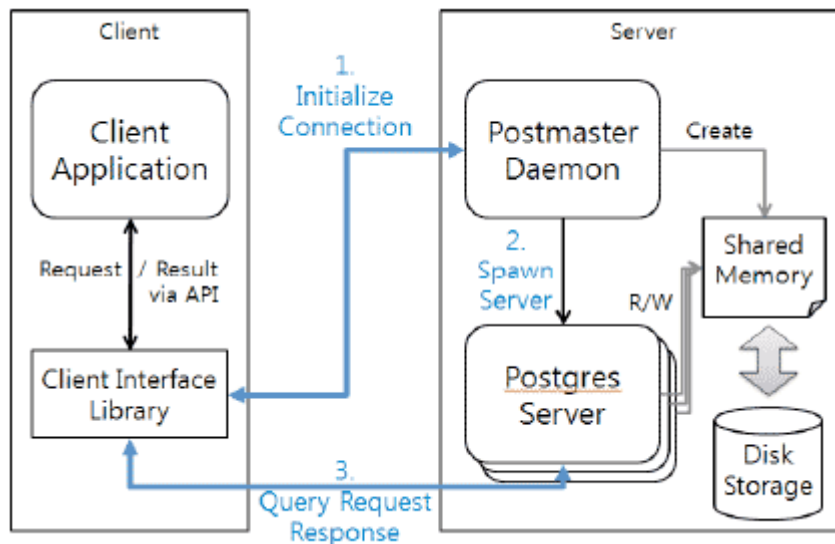 Client
Server
1.
Initialize
Connection
Client
Application
Postmaster
Daemon
Create
2.
Spawn
Server
Shared
Memory
Request / Result
via API
R/W
Client Interface
Library
Postgres
Server
Disk
Storage
3.
Query Request
Response